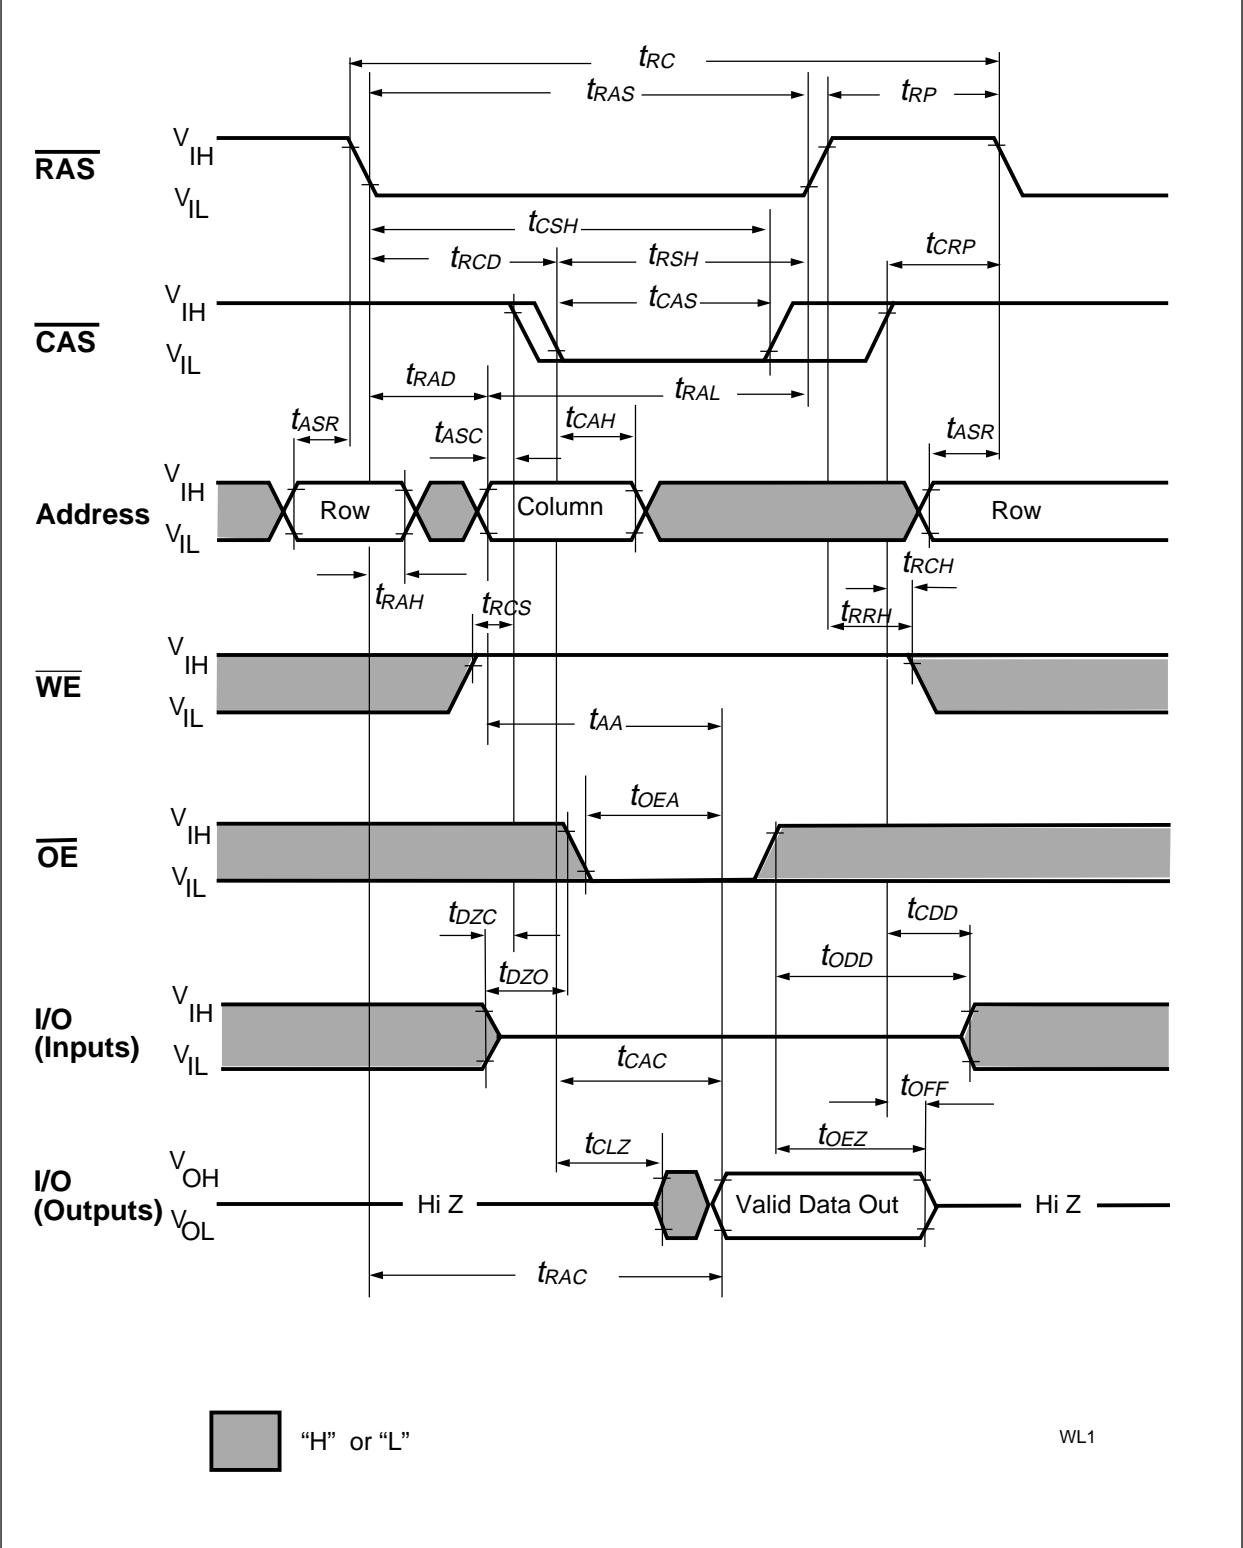 tRC
tRAS
tRP
RAS
VIH
VIL
tCSH
tCRP
tRCD
tRSH
tCAS
CAS
VIH
VIL
tRAD
tRAL
tASR
tASC
tCAH
tASR
Address
VIH
VIL
Row
Column
Row
tRAH
tRCS
tRCH
tRRH
WE
VIH
VIL
tAA
tOEA
OE
VIH
VIL
tDZC
tCDD
tDZO
tODD
I/O
(Inputs)
VIH
VIL
tCAC
tOFF
tCLZ
tOEZ
I/O
(Outputs)
VOH
VOL
Hi Z
Valid Data Out
Hi Z
tRAC
“H” or “L”
WL1